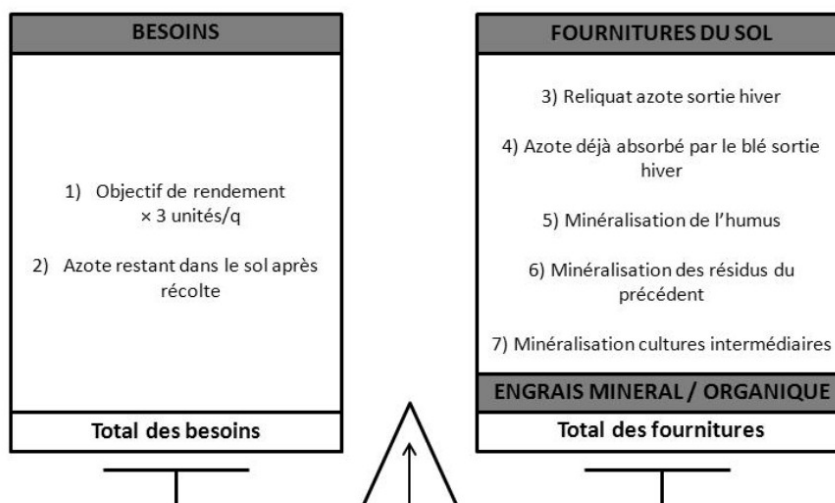 BESOINS
1) Objectif de rendement
× 3 unités/q
2) Azote restant dans le sol après
récolte
Total des besoins
FOURNITURES DU SOL
3) Reliquat azote sortie hiver
4) Azote déjà absorbé par le blé sortie
hiver
5) Minéralisation de l’humus
6) Minéralisation des résidus du
précédent
7) Minéralisation cultures intermédiaires
ENGRAIS MINERAL / ORGANIQUE
Total des fournitures